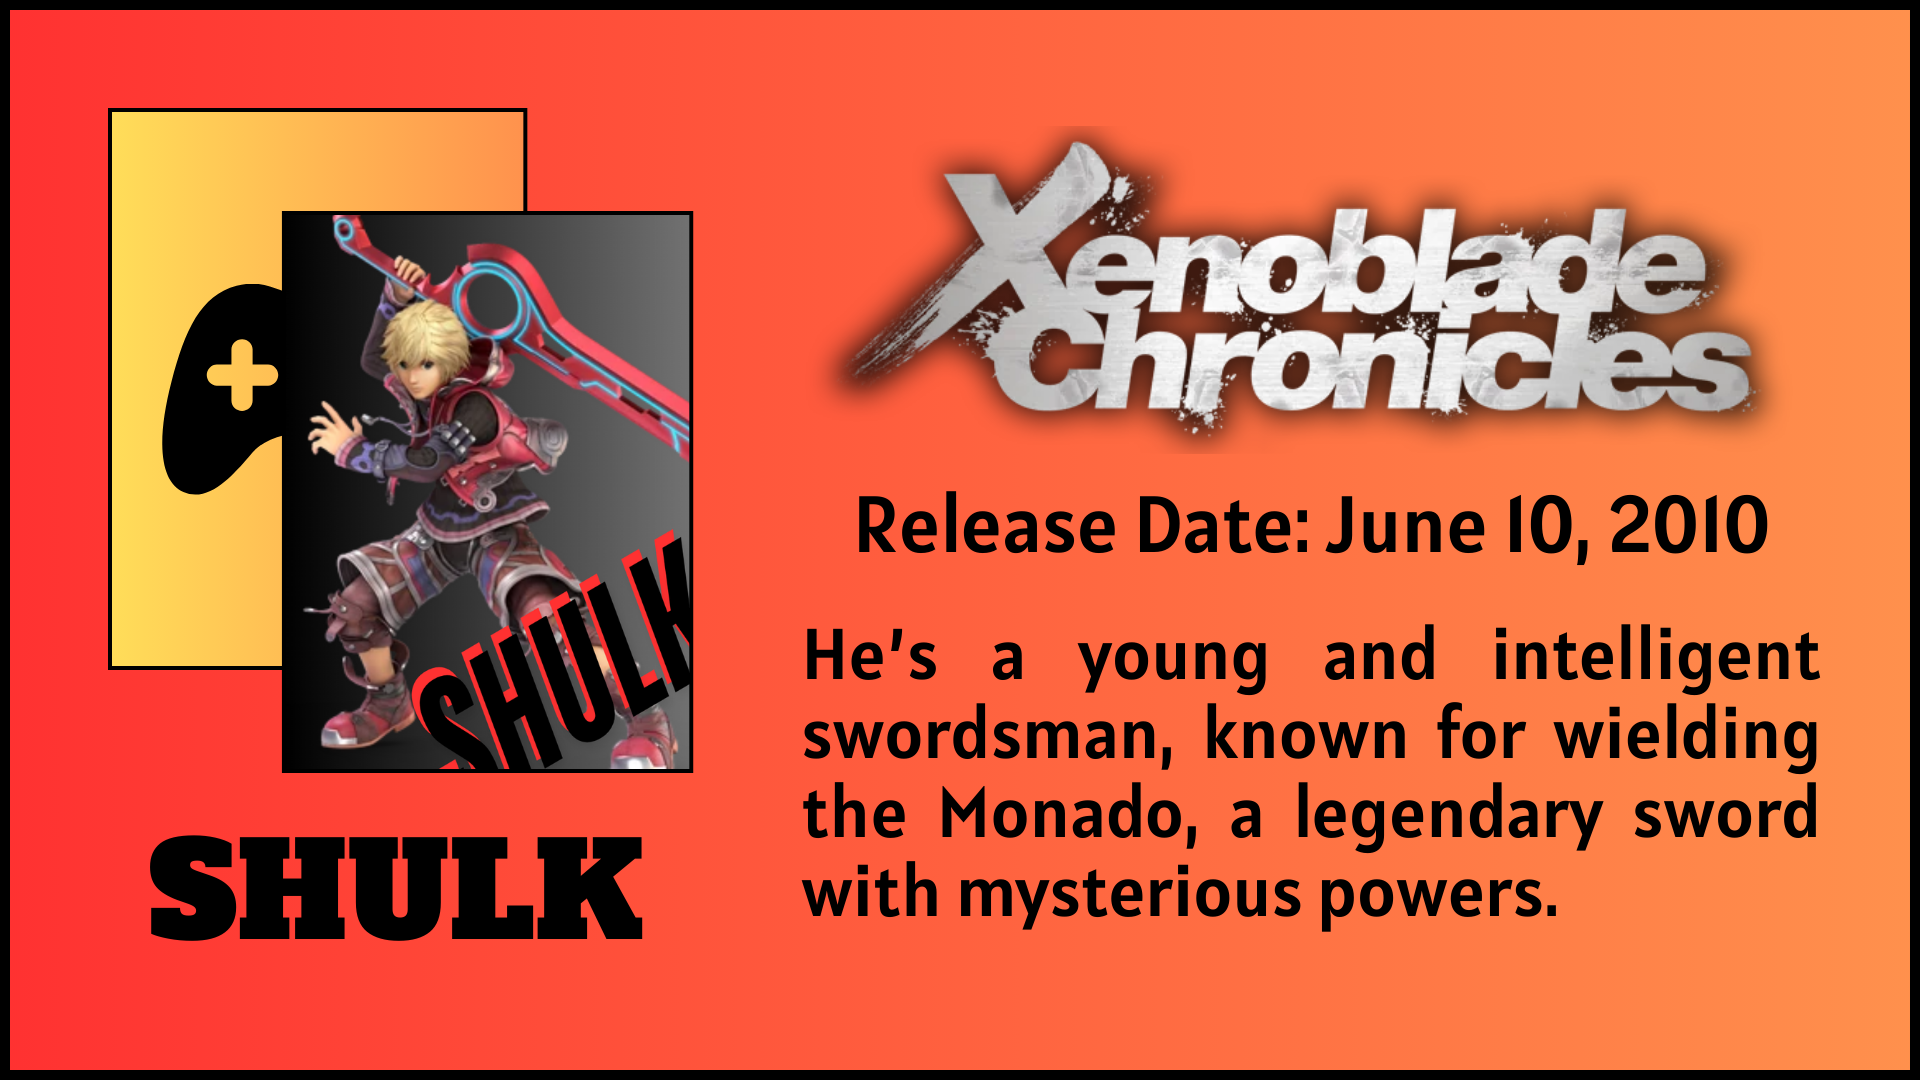 SHULK
SHULK
Xenoblade
Chronicles
Release Date: June 10, 2010
He's a young and intelligent
swordsman, known for wielding
the Monado, a legendary sword
with mysterious powers.